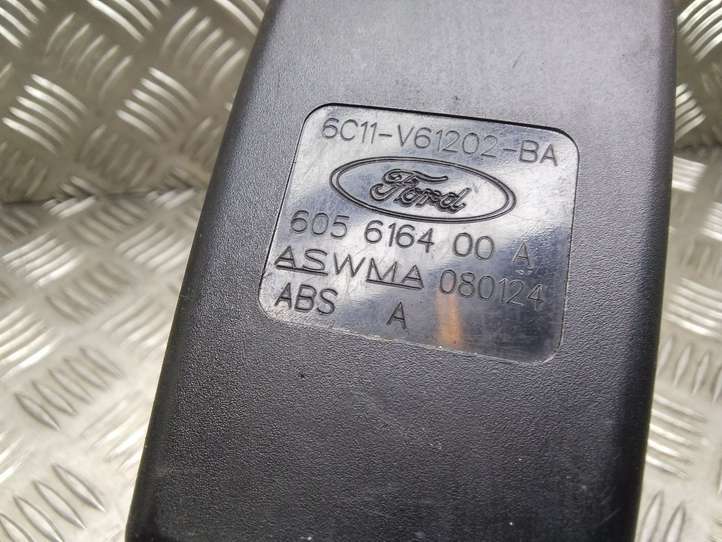 6C11-V61202-BA
Ford
605 6164 00 A
ASWMA 080124
ABS A